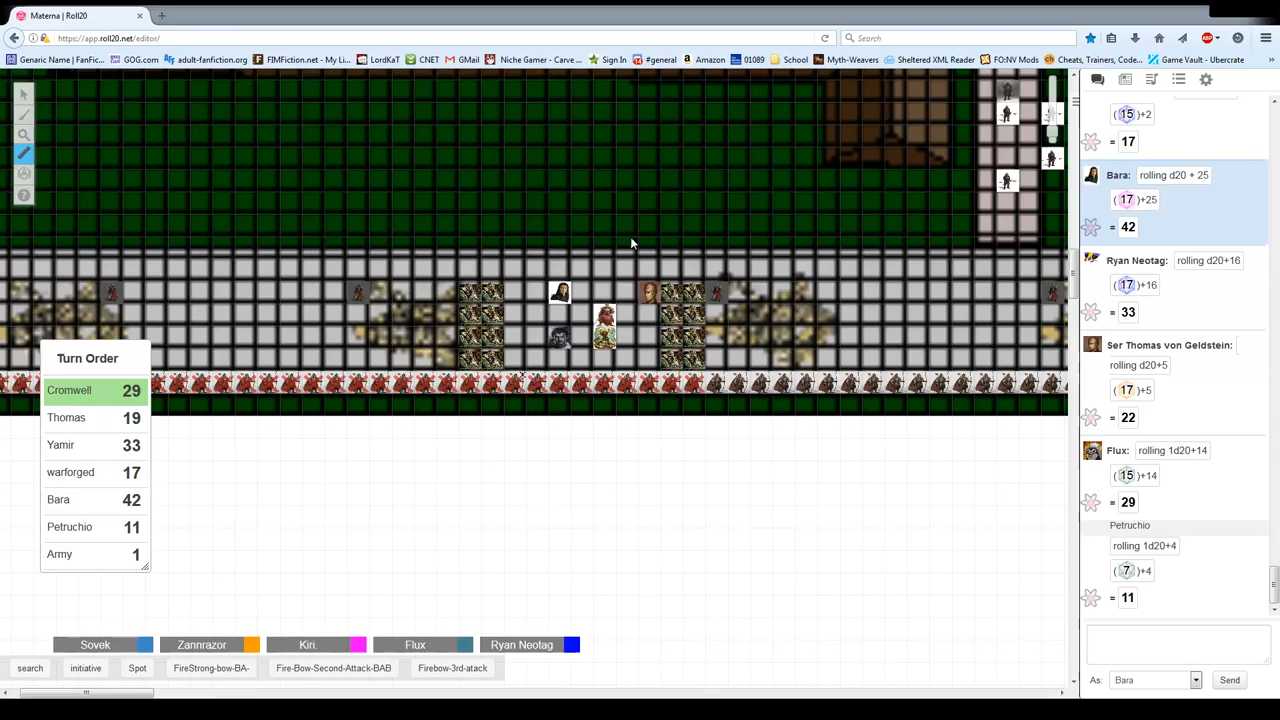 Materna | Roll20
https://app.roll20.net/editor/
Search
Generic Name | FanFic... GOG.com adult-fanfiction.org FIMFiction.net - My Li... LordKaT CNET GMail Niche Gamer - Carve ... Sign In #general Amazon 01089 School Myth-Weavers Sheltered XML Reader FO:NV Mods Cheats, Trainers, Code... Game Vault - Ubercrate
(15)+2
= 17
Bara: rolling d20 + 25
(17)+25
= 42
Ryan Neotag: rolling d20+16
(17)+16
= 33
Ser Thomas von Geldstein:
rolling d20+5
(17)+5
= 22
Flux: rolling 1d20+14
(15)+14
= 29
Petruchio
rolling 1d20+4
(7)+4
= 11
Turn Order
Cromwell 29
Thomas 19
Yamir 33
warforged 17
Bara 42
Petruchio 11
Army 1
Sovek Zannrazor Kiri. Flux Ryan Neotag
search initiative Spot FireStrong-bow-BA- Fire-Bow-Second-Attack-BAB Firebow-3rd-atack
As: Bara Send